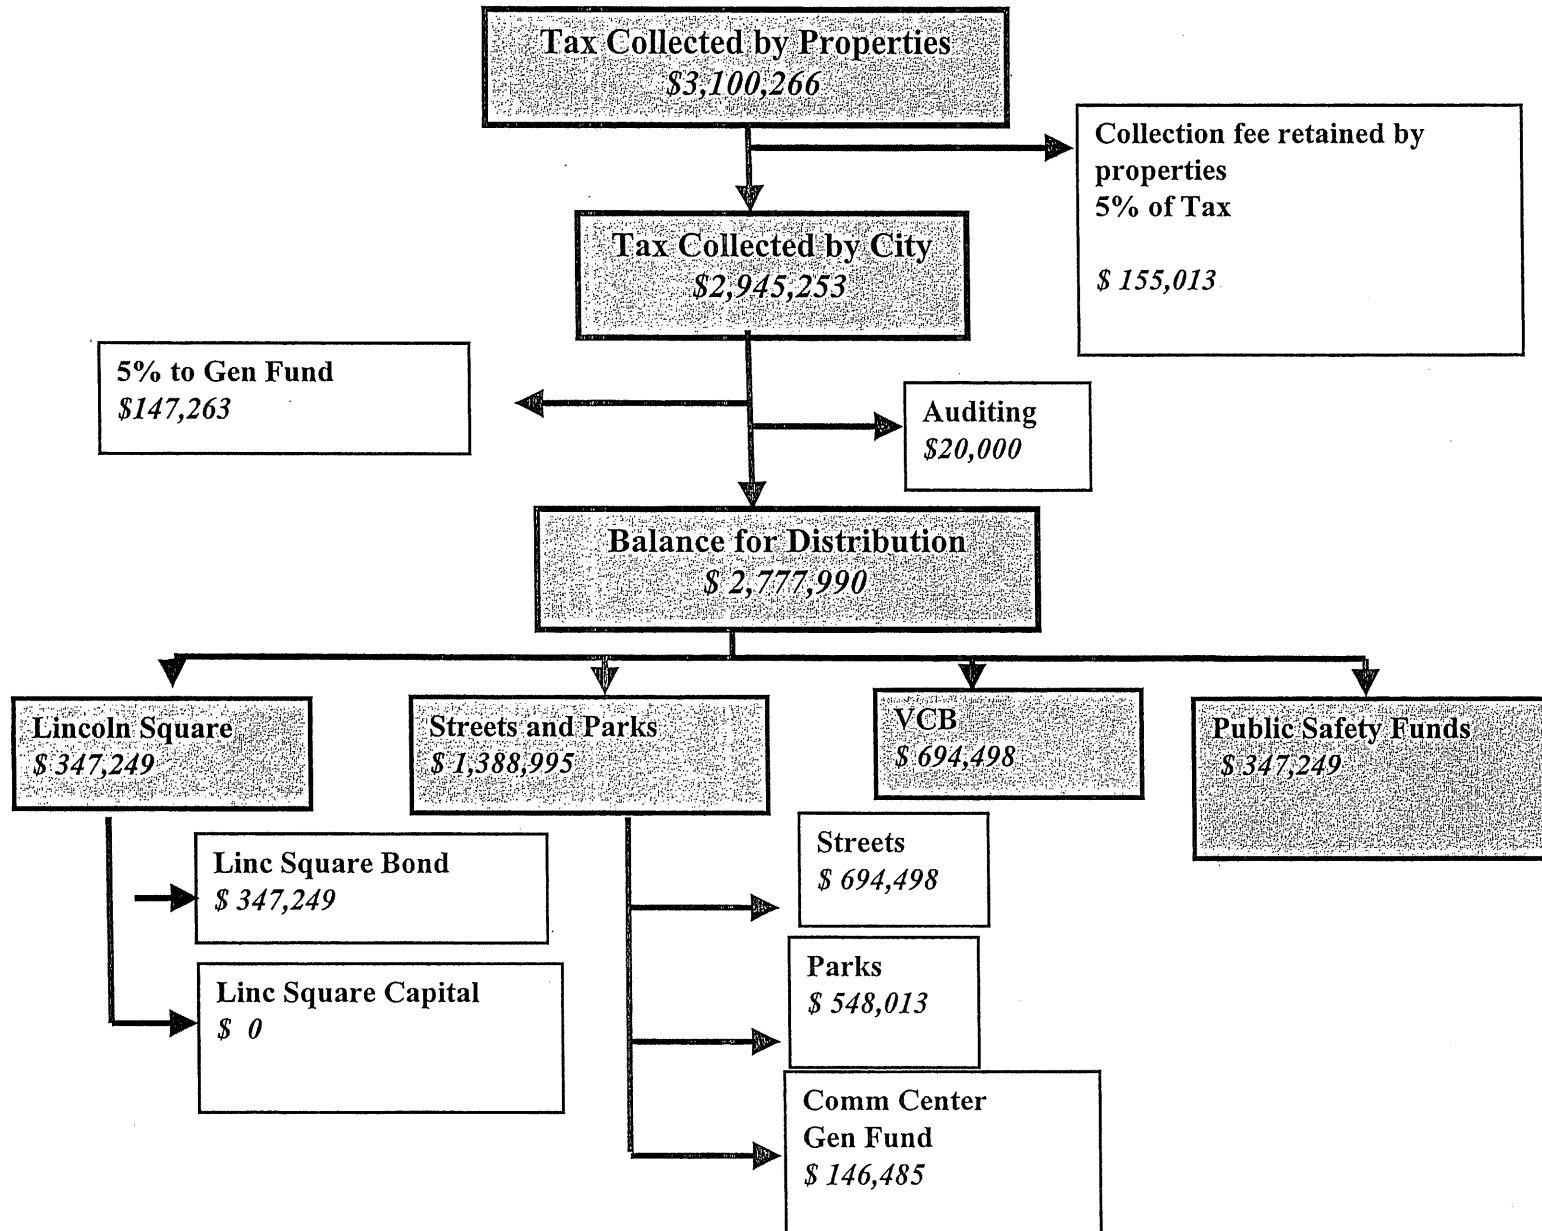 Tax Collected by Properties
$3,100,266
Collection fee retained by
properties
5% of Tax
$ 155,013
Tax Collected by City
$2,945,253
5% to Gen Fund
$147,263
Auditing
$20,000
Balance for Distribution
$ 2,777,990
Lincoln Square
$ 347,249
Streets and Parks
$ 1,388,995
VCB
$ 694,498
Public Safety Funds
$ 347,249
Linc Square Bond
$ 347,249
Linc Square Capital
$ 0
Streets
$ 694,498
Parks
$ 548,013
Comm Center
Gen Fund
$ 146,485